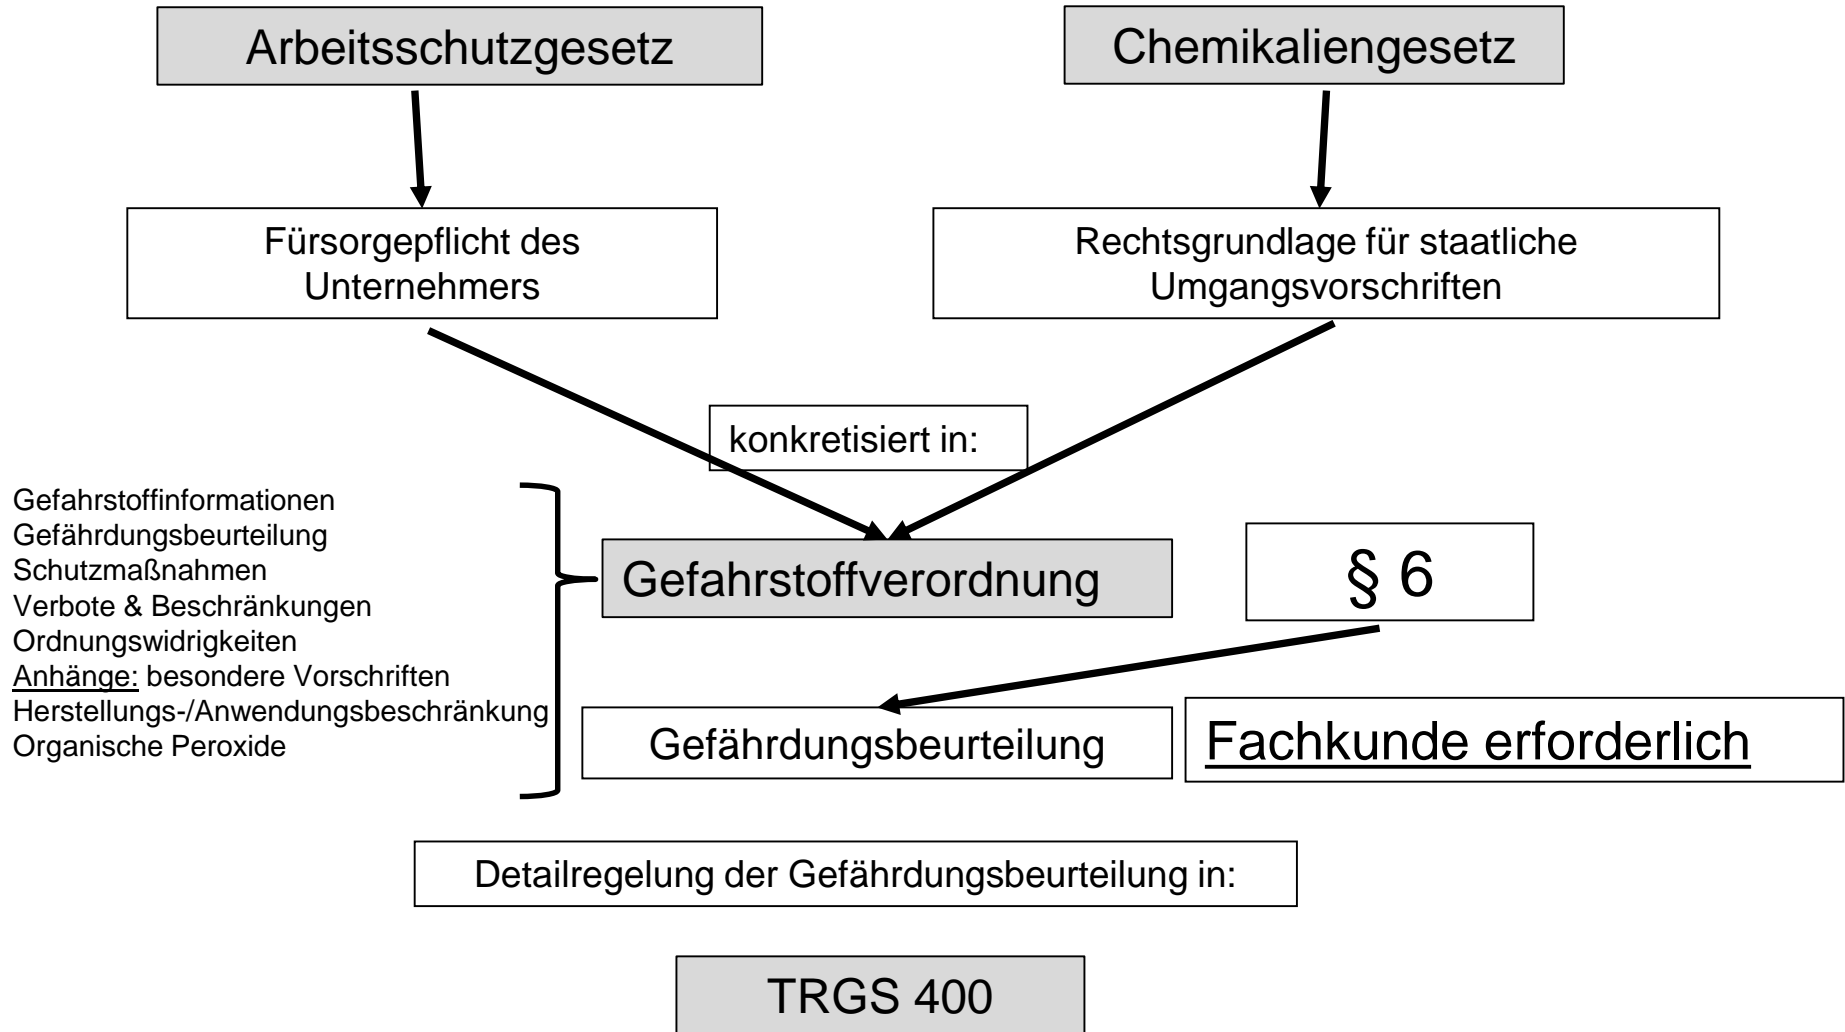 Arbeitsschutzgesetz
Chemikaliengesetz
Fürsorgepflicht des
Unternehmers
Rechtsgrundlage für staatliche
Umgangsvorschriften
konkretisiert in:
Gefahrstoffinformationen
Gefährdungsbeurteilung
Schutzmaßnahmen
Verbote & Beschränkungen
Ordnungswidrigkeiten
Anhänge: besondere Vorschriften
Herstellungs-/Anwendungsbeschränkung
Organische Peroxide
Gefahrstoffverordnung
§ 6
Gefährdungsbeurteilung
Fachkunde erforderlich
Detailregelung der Gefährdungsbeurteilung in:
TRGS 400